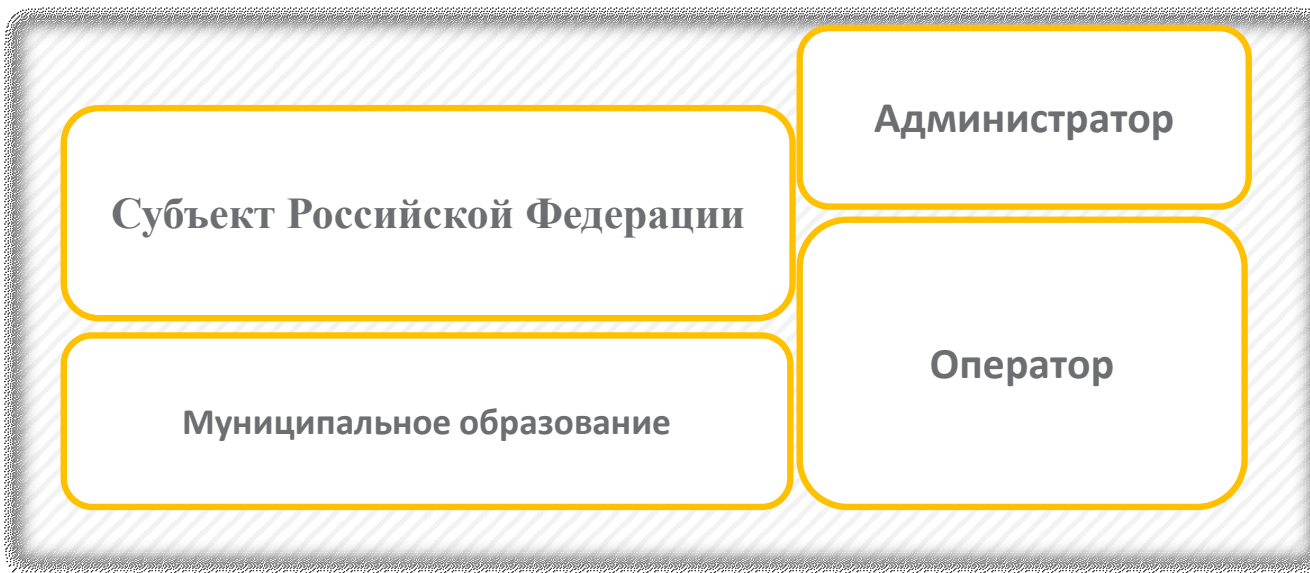 Администратор
Субъект Российской Федерации
Оператор
Муниципальное образование